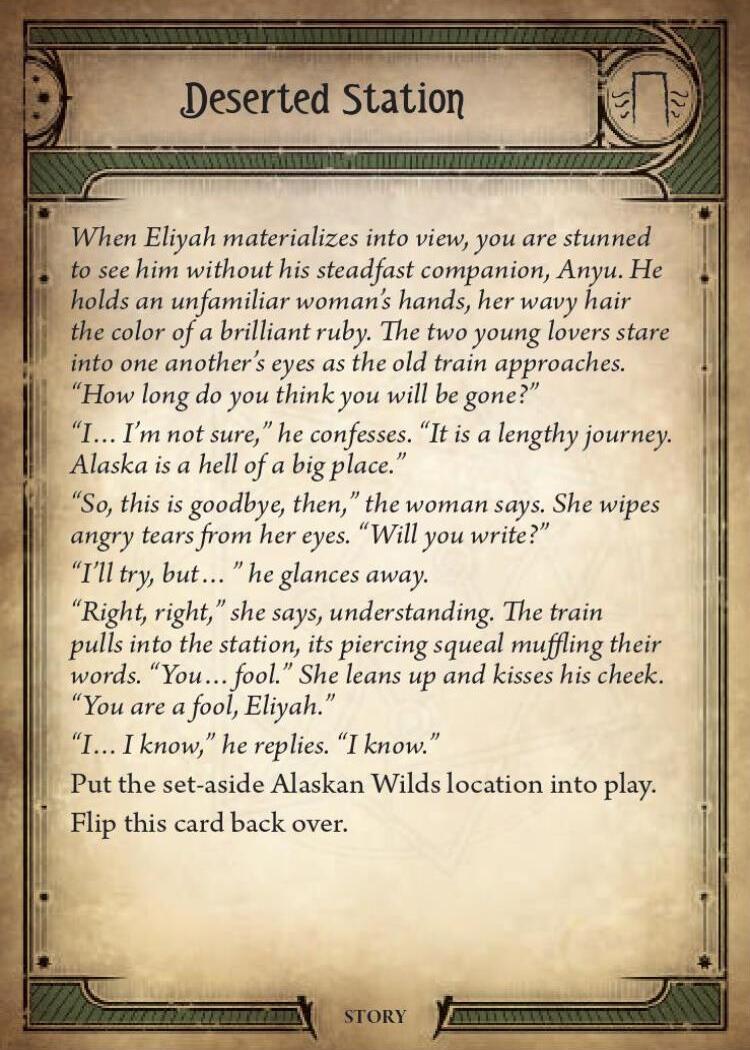 Deserted Station
When Eliyah materializes into view, you are stunned
to see him without his steadfast companion, Anyu. He
holds an unfamiliar woman’s hands, her wavy hair
the color of a brilliant ruby. The two young lovers stare
into one another’s eyes as the old train approaches.
“How long do you think you will be gone?”
“I… I’m not sure,” he confesses. “It is a lengthy journey.
Alaska is a hell of a big place.”
“So, this is goodbye, then,” the woman says. She wipes
angry tears from her eyes. “Will you write?”
“I’ll try, but… ” he glances away.
“Right, right,” she says, understanding. The train
pulls into the station, its piercing squeal muffling their
words. “You… fool.” She leans up and kisses his cheek.
“You are a fool, Eliyah.”
“I… I know,” he replies. “I know.”
Put the set-aside Alaskan Wilds location into play.
Flip this card back over.
STORY